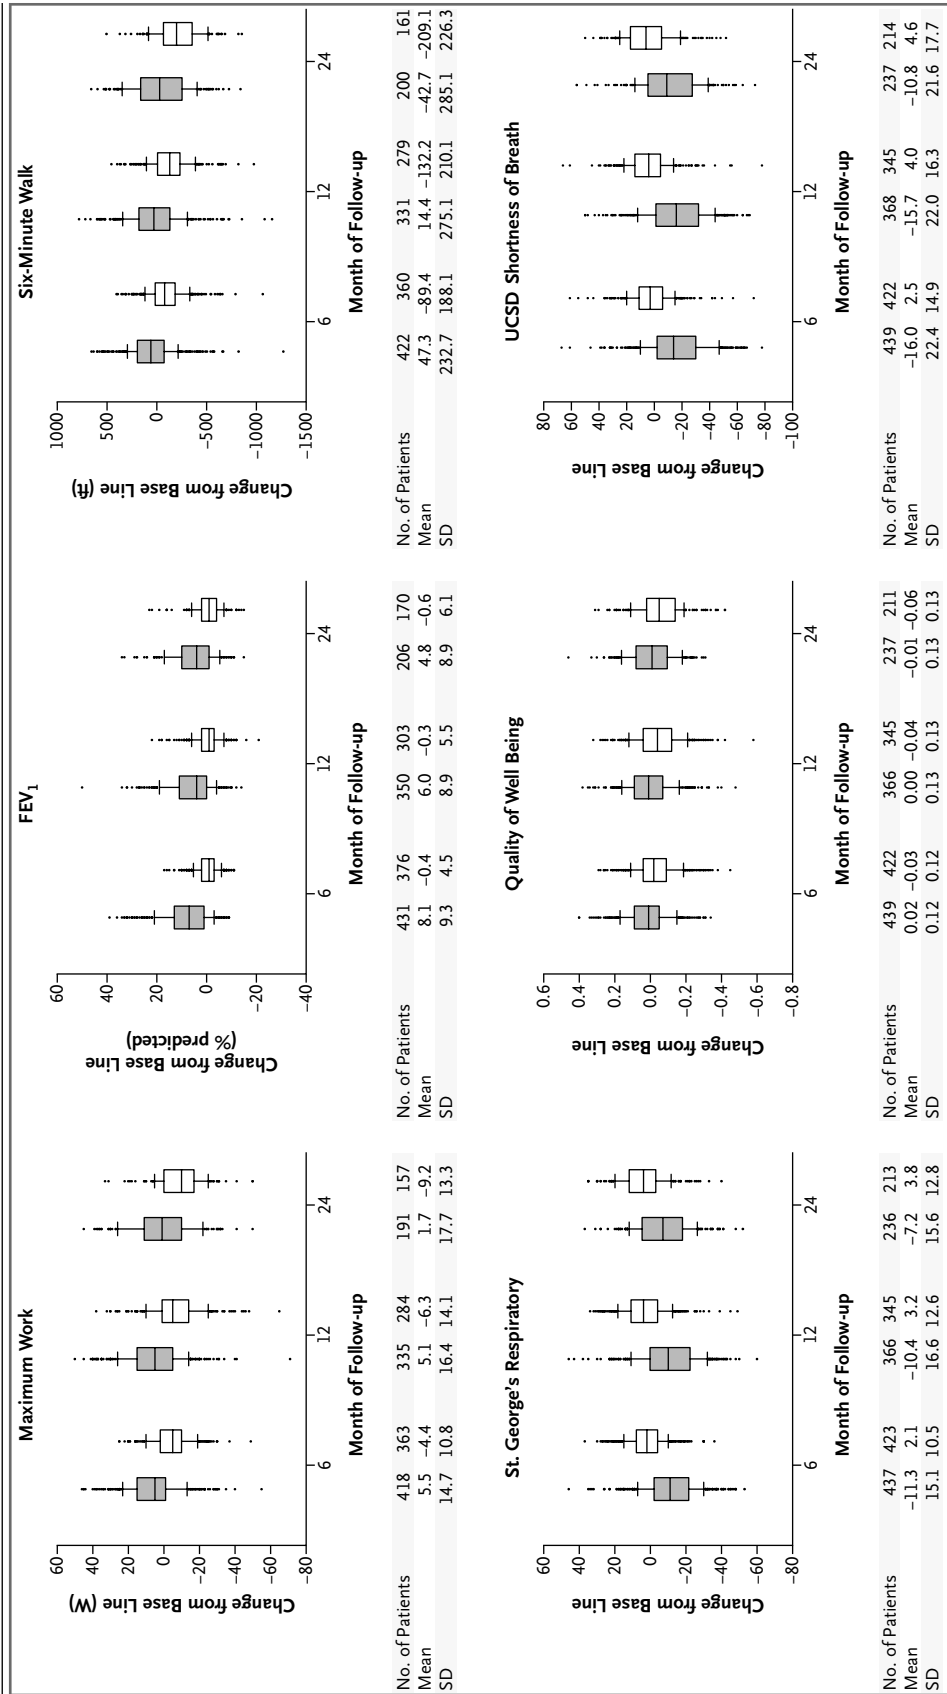 Maximum Work
Change from Base Line (W)
60
40
20
0
−20
−40
−60
−80
6 12 24
Month of Follow-up
No. of Patients 418 363 335 284 191 157
Mean 5.5 −4.4 5.1 −6.3 1.7 −9.2
SD 14.7 10.8 16.4 14.1 17.7 13.3
FEV1
Change from Base Line
(% predicted)
60
40
20
0
−20
−40
6 12 24
Month of Follow-up
No. of Patients 431 376 350 303 206 170
Mean 8.1 −0.4 6.0 −0.3 4.8 −0.6
SD 9.3 4.5 8.9 5.5 8.9 6.1
Six-Minute Walk
Change from Base Line (ft)
1000
500
0
−500
−1000
−1500
6 12 24
Month of Follow-up
No. of Patients 422 360 331 279 200 161
Mean 47.3 −89.4 14.4 −132.2 −42.7 −209.1
SD 232.7 188.1 275.1 210.1 285.1 226.3
St. George's Respiratory
Change from Base Line
60
40
20
0
−20
−40
−60
−80
6 12 24
Month of Follow-up
No. of Patients 437 423 366 345 236 213
Mean −11.3 2.1 −10.4 3.2 −7.2 3.8
SD 15.1 10.5 16.6 12.6 15.6 12.8
Quality of Well Being
Change from Base Line
0.6
0.4
0.2
0.0
−0.2
−0.4
−0.6
−0.8
6 12 24
Month of Follow-up
No. of Patients 439 422 366 345 237 211
Mean 0.02 −0.03 0.00 −0.04 −0.01 −0.06
SD 0.12 0.12 0.13 0.13 0.13 0.13
UCSD Shortness of Breath
Change from Base Line
80
60
40
20
0
−20
−40
−60
−80
−100
6 12 24
Month of Follow-up
No. of Patients 439 422 368 345 237 214
Mean −16.0 2.5 −15.7 4.0 −10.8 4.6
SD 22.4 14.9 22.0 16.3 21.6 17.7